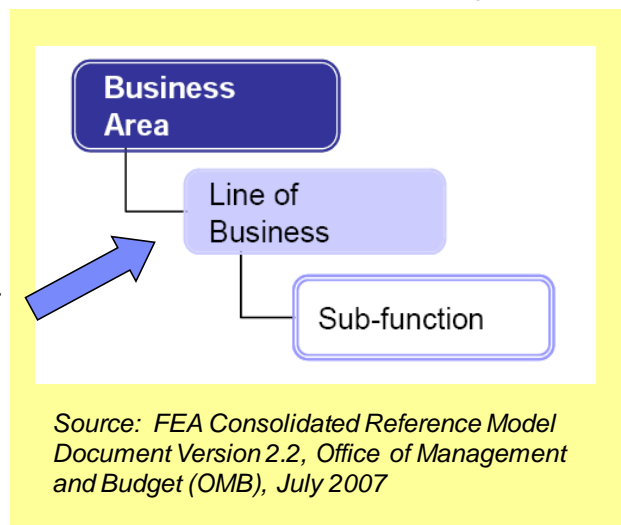 Business
Area
Line of
Business
Sub-function
Source: FEA Consolidated Reference Model
Document Version 2.2, Office of Management
and Budget (OMB), July 2007